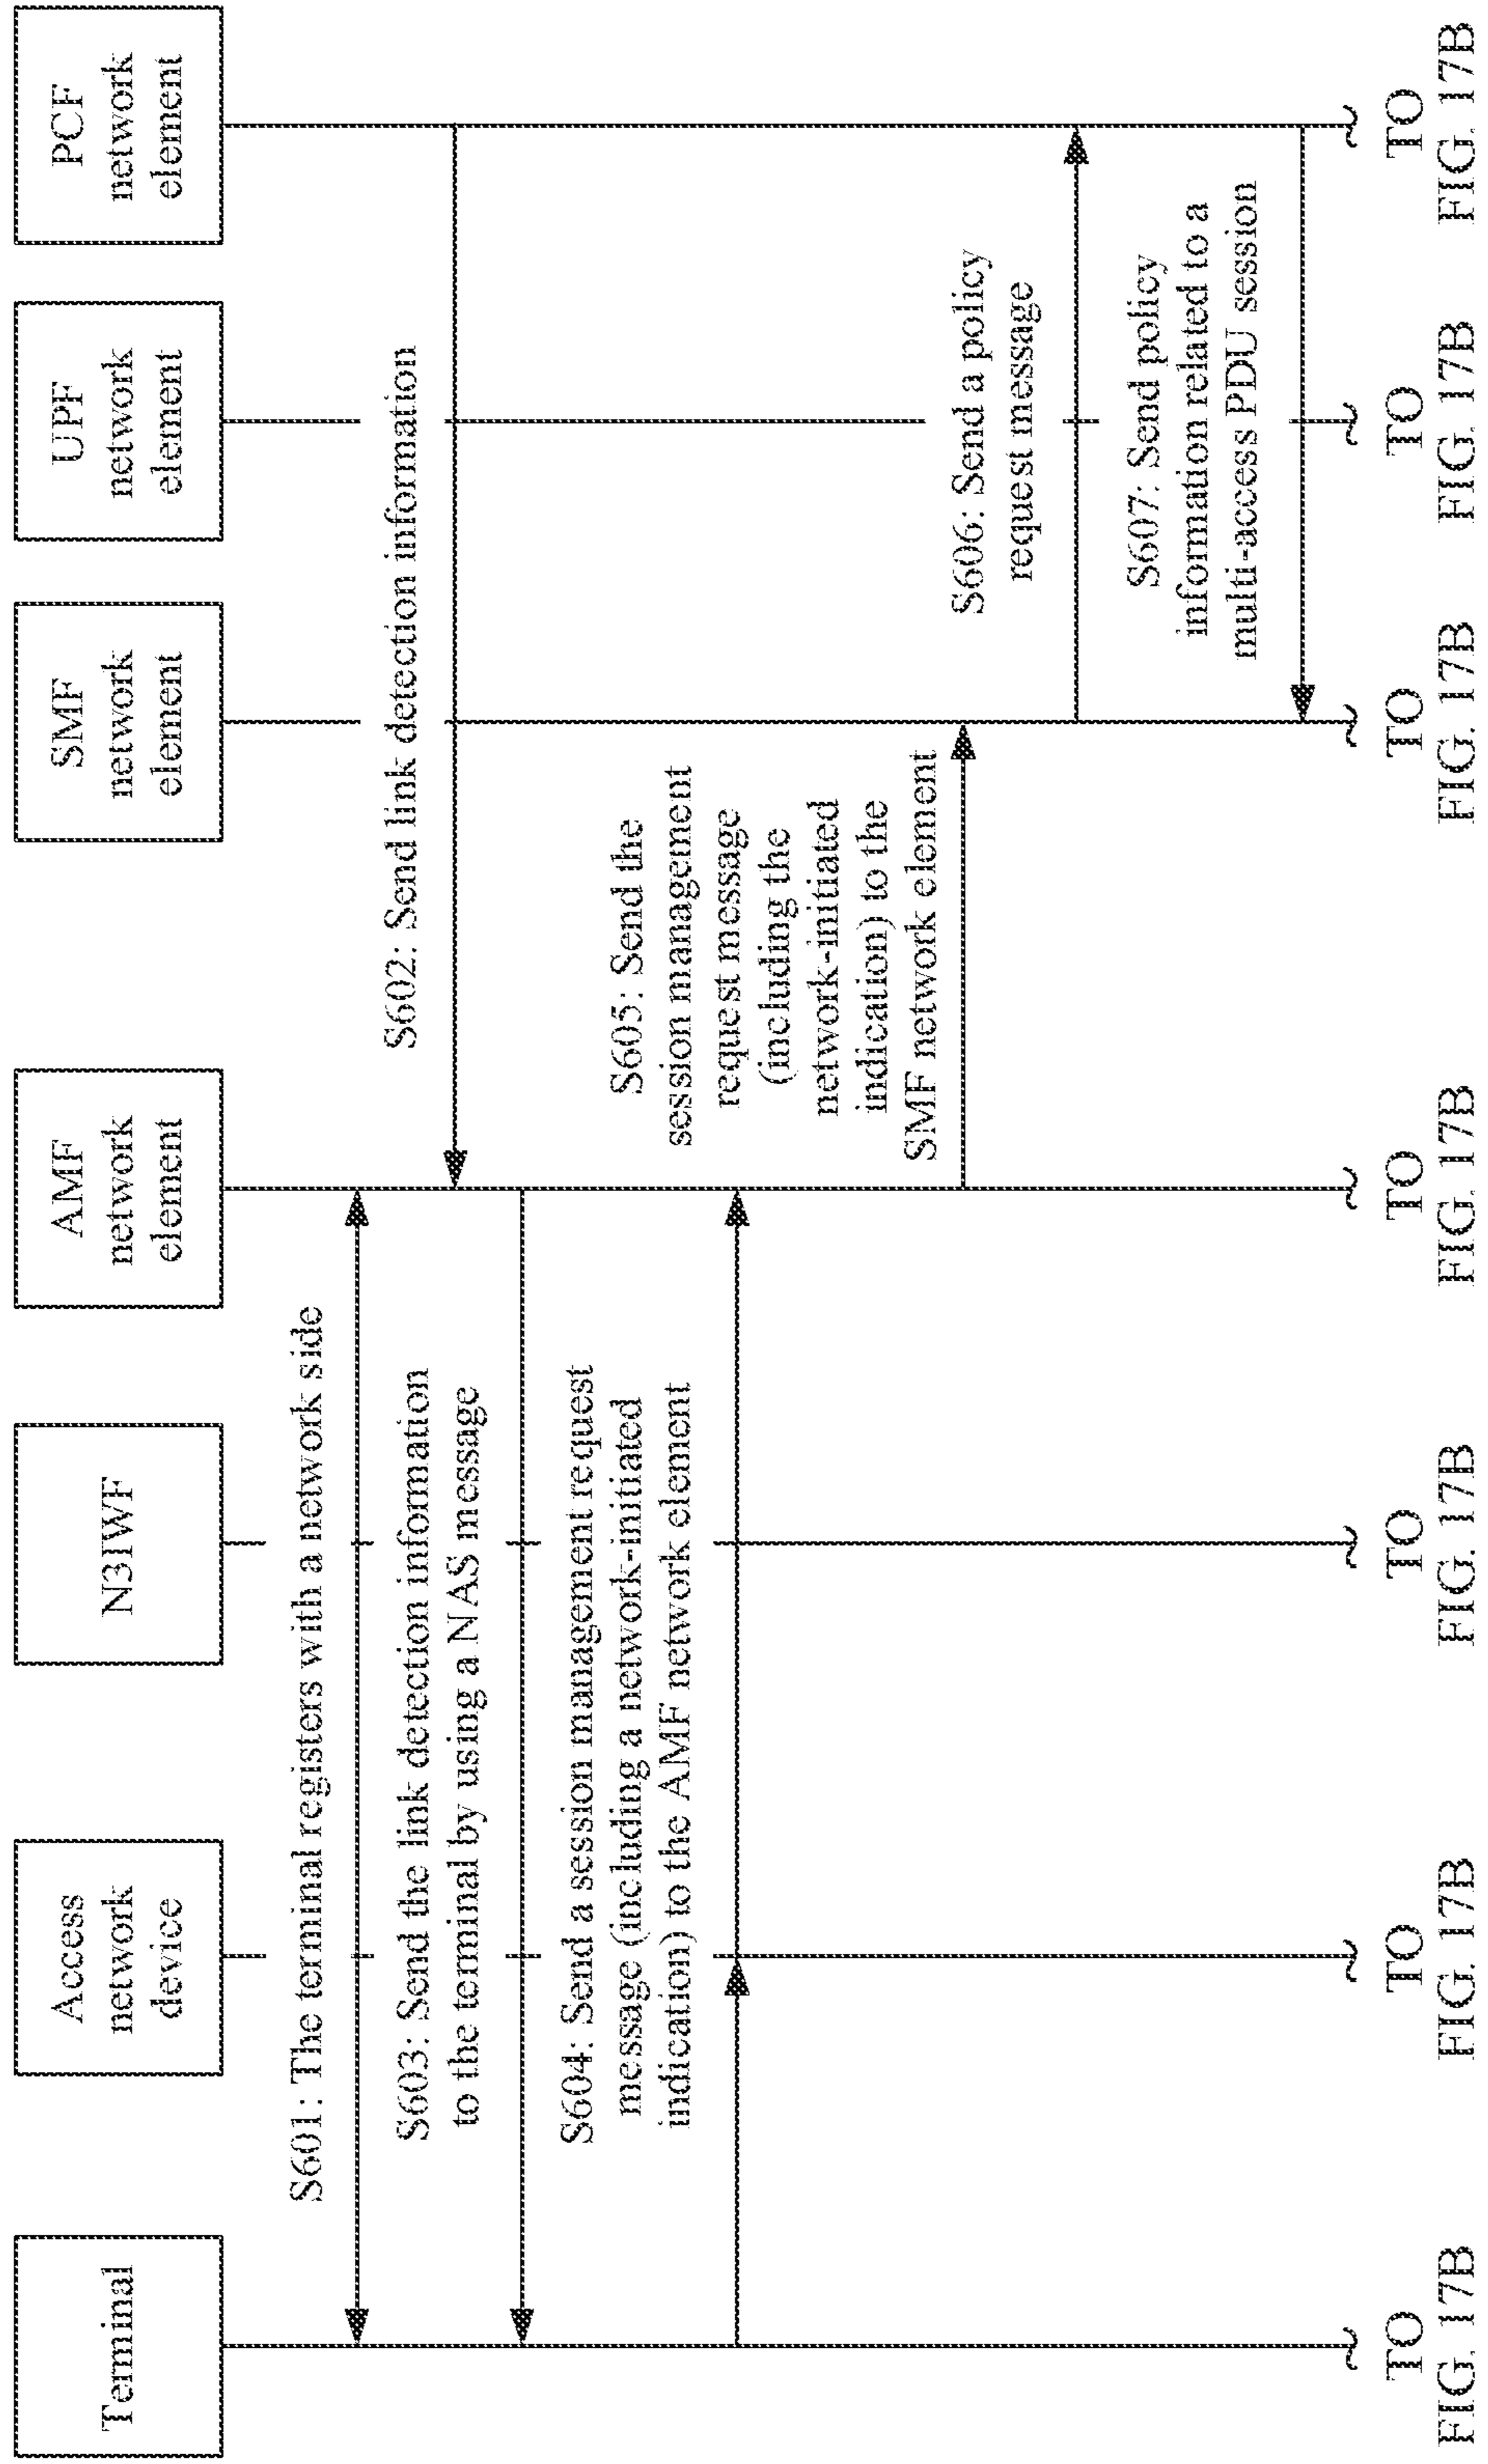 Terminal
Access
network
device
N3IWF
AMF
network
element
SMF
network
element
UPF
network
element
PCF
network
element
S601: The terminal registers with a network side
S602: Send link detection information
S603: Send the link detection information
to the terminal by using a NAS message
S604: Send a session management request
message (including a network-initiated
indication) to the AMF network element
S605: Send the
session management
request message
(including the
network-initiated
indication) to the
SMF network element
S606: Send a policy
request message
S607: Send policy
information related to a
multi-access PDU session
TO
FIG. 17B
TO
FIG. 17B
TO
FIG. 17B
TO
FIG. 17B
TO
FIG. 17B
TO
FIG. 17B
TO
FIG. 17B